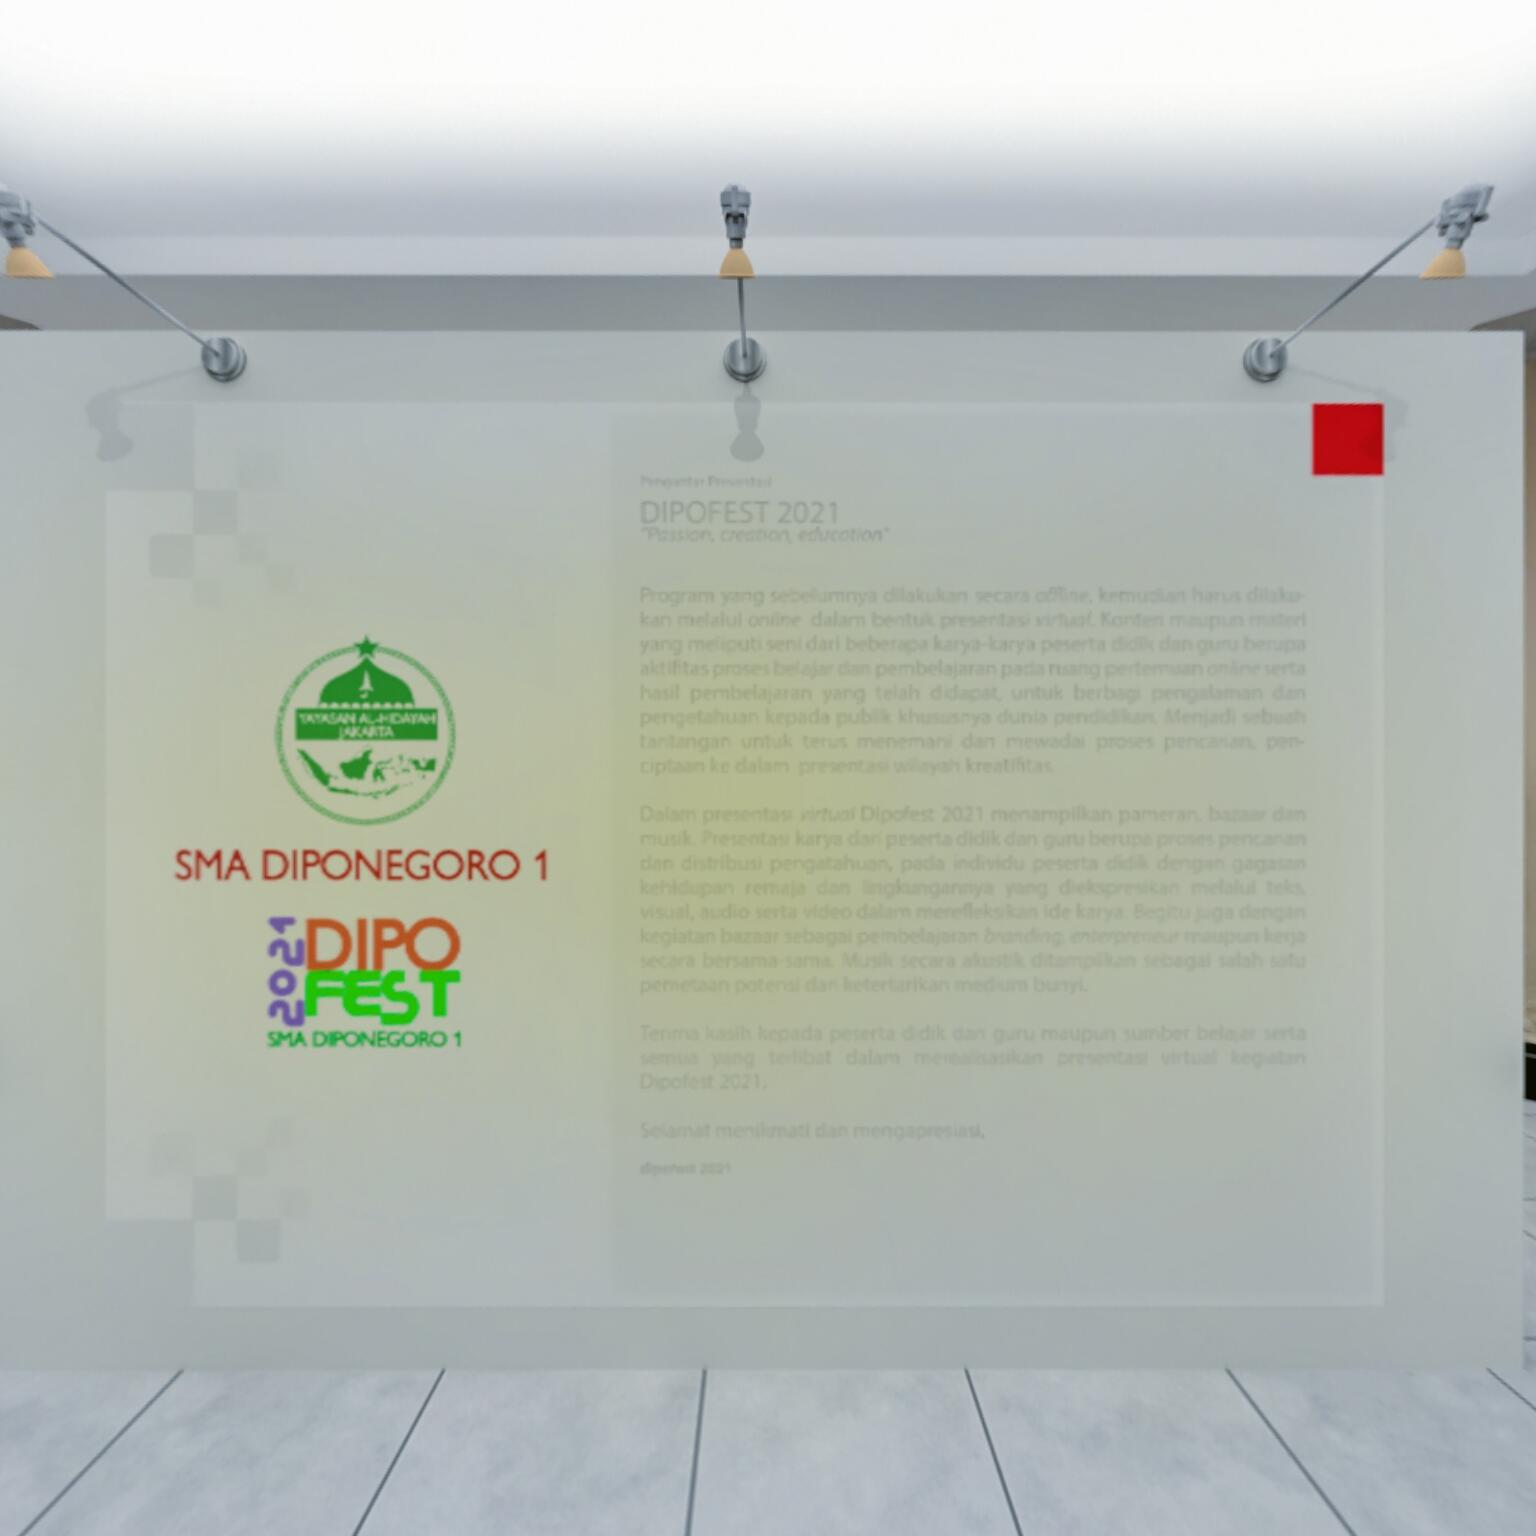 YAYASAN AL-HIDAYAH
JAKARTA
SMA DIPONEGORO 1
2021
DIPO
FEST
SMA DIPONEGORO 1
Pengantar Presentasi
DIPOFEST 2021
"Passion, creation, education"
Program yang sebelumnya dilakukan secara offline, kemudian harus dilaku-
kan melalui online dalam bentuk presentasi virtual. Konten maupun materi
yang meliputi seni dari beberapa karya-karya peserta didik dan guru berupa
aktifitas proses belajar dan pembelajaran pada ruang pertemuan online serta
hasil pembelajaran yang telah didapat, untuk berbagi pengalaman dan
pengetahuan kepada publik khususnya dunia pendidikan. Menjadi sebuah
tantangan untuk terus menemani dan mewadai proses pencarian, pen-
ciptaan ke dalam presentasi wilayah kreatifitas.
Dalam presentasi virtual Dipofest 2021 menampilkan pameran, bazaar dan
musik. Presentasi karya dari peserta didik dan guru berupa proses pencarian
dan distribusi pengatahuan, pada individu peserta didik dengan gagasan
kehidupan remaja dan lingkungannya yang diekspresikan melalui teks,
visual, audio serta video dalam merefleksikan ide karya. Begitu juga dengan
kegiatan bazaar sebagai pembelajaran branding, enterpreneur maupun kerja
secara bersama-sama. Musik secara akustik ditampilkan sebagai salah satu
pemetaan potensi dan ketertarikan medium bunyi.
Terima kasih kepada peserta didik dan guru maupun sumber belajar serta
semua yang terlibat dalam merealisasikan presentasi virtual kegiatan
Dipofest 2021.
Selamat menikmati dan mengapresiasi,
dipofest 2021